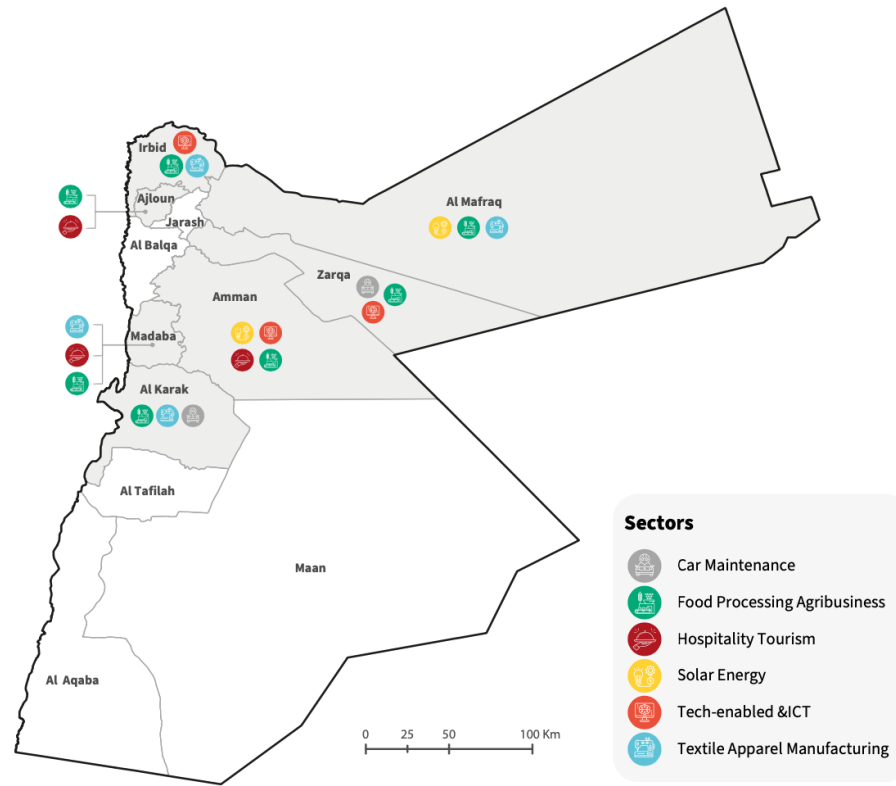 Irbid
Ajloun
Jarash
Al Balqa
Al Mafraq
Zarqa
Amman
Madaba
Al Karak
Al Tafilah
Maan
Al Aqaba
Sectors
Car Maintenance
Food Processing Agribusiness
Hospitality Tourism
Solar Energy
Tech-enabled &ICT
Textile Apparel Manufacturing
0 25 50 100 Km